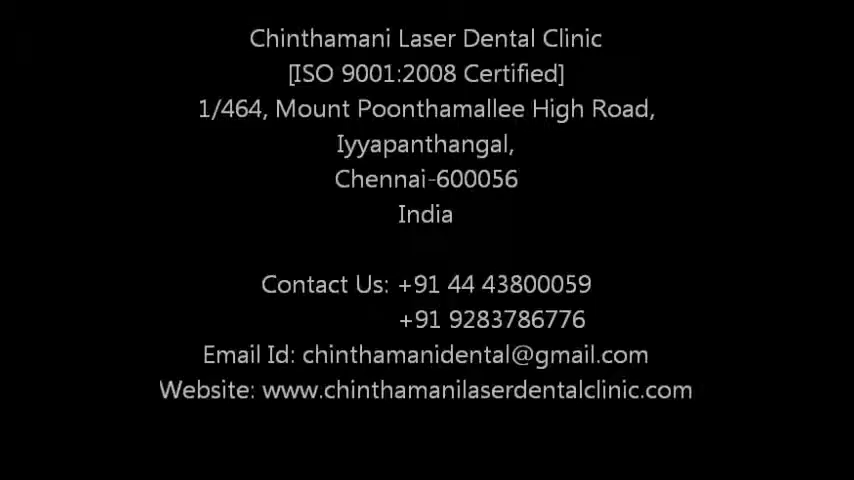 Chinthamani Laser Dental Clinic
[ISO 9001:2008 Certified]
1/464, Mount Poonthamallee High Road,
Iyyapanthangal,
Chennai-600056
India
Contact Us: +91 44 43800059
+91 9283786776
Email Id: chinthamanidental@gmail.com
Website: www.chinthamanilaserdentalclinic.com